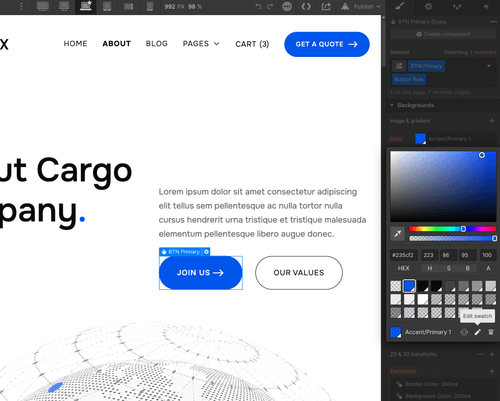 992 PX 98 %
Publish
BTN Primary Styles
Create component
X HOME ABOUT BLOG PAGES CART (3) GET A QUOTE
Selector
Inheriting 3 selectors
BTN Primary
Button Row
7 on this page, 7 on other pages.
Backgrounds
Image & gradient
Color Accent/Primary 1
ut Cargo
pany.
Lorem ipsum dolor sit amet consectetur adipiscing
elit tellus sem pellentesque ac nulla tortor nulla
cursus hendrerit urna tristique et tristique malesuada
elementum pellentesque libero augue donec.
BTN Primary
JOIN US
OUR VALUES
#235cf2 223 86 95 100
HEX H S B A
Edit swatch
Accent/Primary 1
2D & 3D transforms
Transitions
Border-Color: 300ms
Background-Color: 300ms